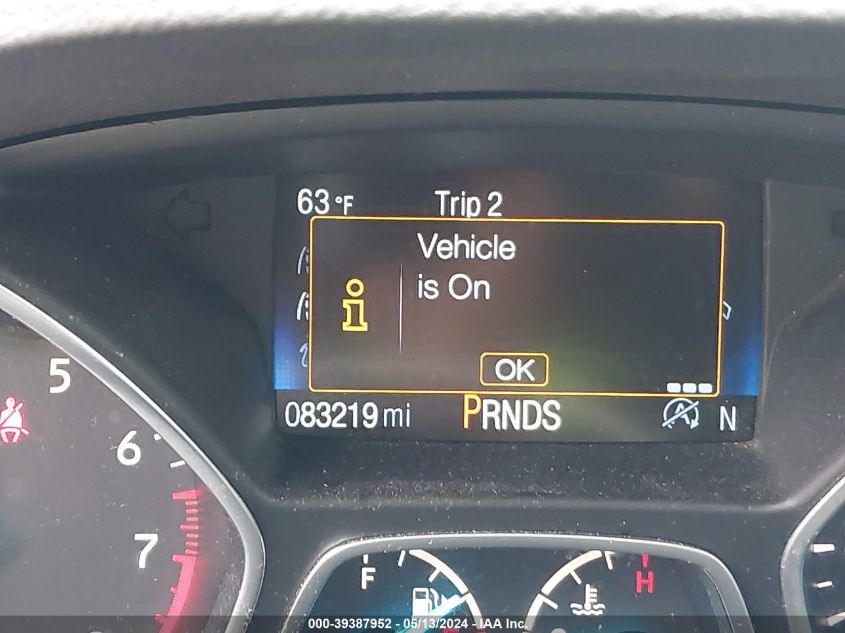 63°F Trip 2
Vehicle
is On
OK
083219 mi PRNDS A N
5
6
7
F
H
000-39387952 - 05/13/2024 - IAA Inc.